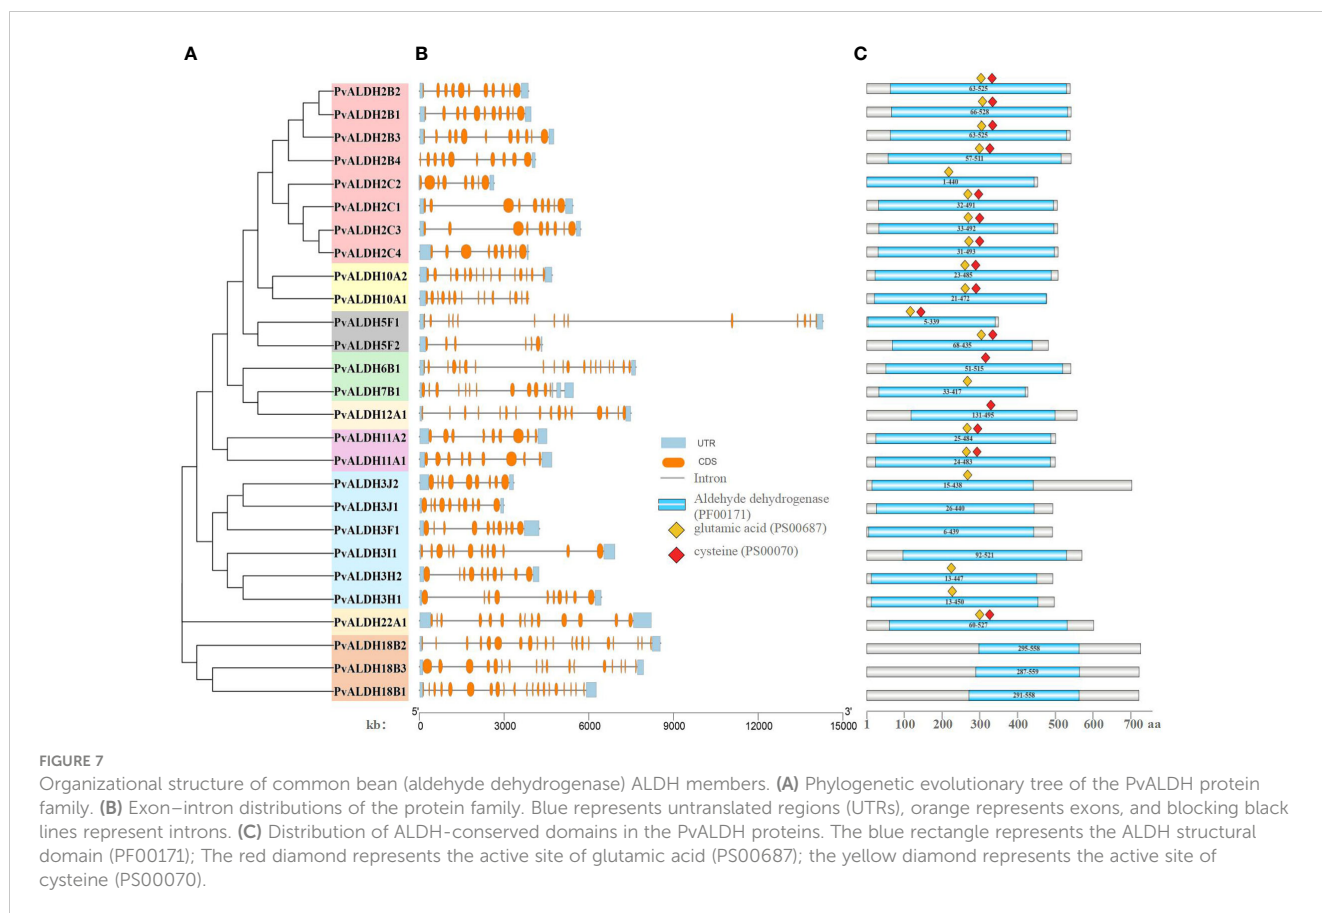 A
B
C
PvALDH2B2
PvALDH2B1
PvALDH2B3
PvALDH2B4
PvALDH2C2
PvALDH2C1
PvALDH2C3
PvALDH2C4
PvALDH10A2
PvALDH10A1
PvALDH5F1
PvALDH5F2
PvALDH6B1
PvALDH7B1
PvALDH12A1
PvALDH11A2
PvALDH11A1
PvALDH3J2
PvALDH3J1
PvALDH3F1
PvALDH3I1
PvALDH3H2
PvALDH3H1
PvALDH22A1
PvALDH18B2
PvALDH18B3
PvALDH18B1
5'
3'
kb:
0 3000 6000 9000 12000 15000
UTR
CDS
Intron
Aldehyde dehydrogenase
(PF00171)
glutamic acid (PS00687)
cysteine (PS00070)
63-525
66-528
63-525
57-511
1-440
32-491
33-492
31-493
23-485
21-472
5-339
68-435
51-515
33-417
131-495
25-484
24-483
15-438
26-440
6-439
92-521
13-447
13-450
60-527
295-558
287-559
291-558
0 100 200 300 400 500 600 700 aa
FIGURE 7
Organizational structure of common bean (aldehyde dehydrogenase) ALDH members. (A) Phylogenetic evolutionary tree of the PvALDH protein
family. (B) Exon–intron distributions of the protein family. Blue represents untranslated regions (UTRs), orange represents exons, and blocking black
lines represent introns. (C) Distribution of ALDH-conserved domains in the PvALDH proteins. The blue rectangle represents the ALDH structural
domain (PF00171); The red diamond represents the active site of glutamic acid (PS00687); the yellow diamond represents the active site of
cysteine (PS00070).